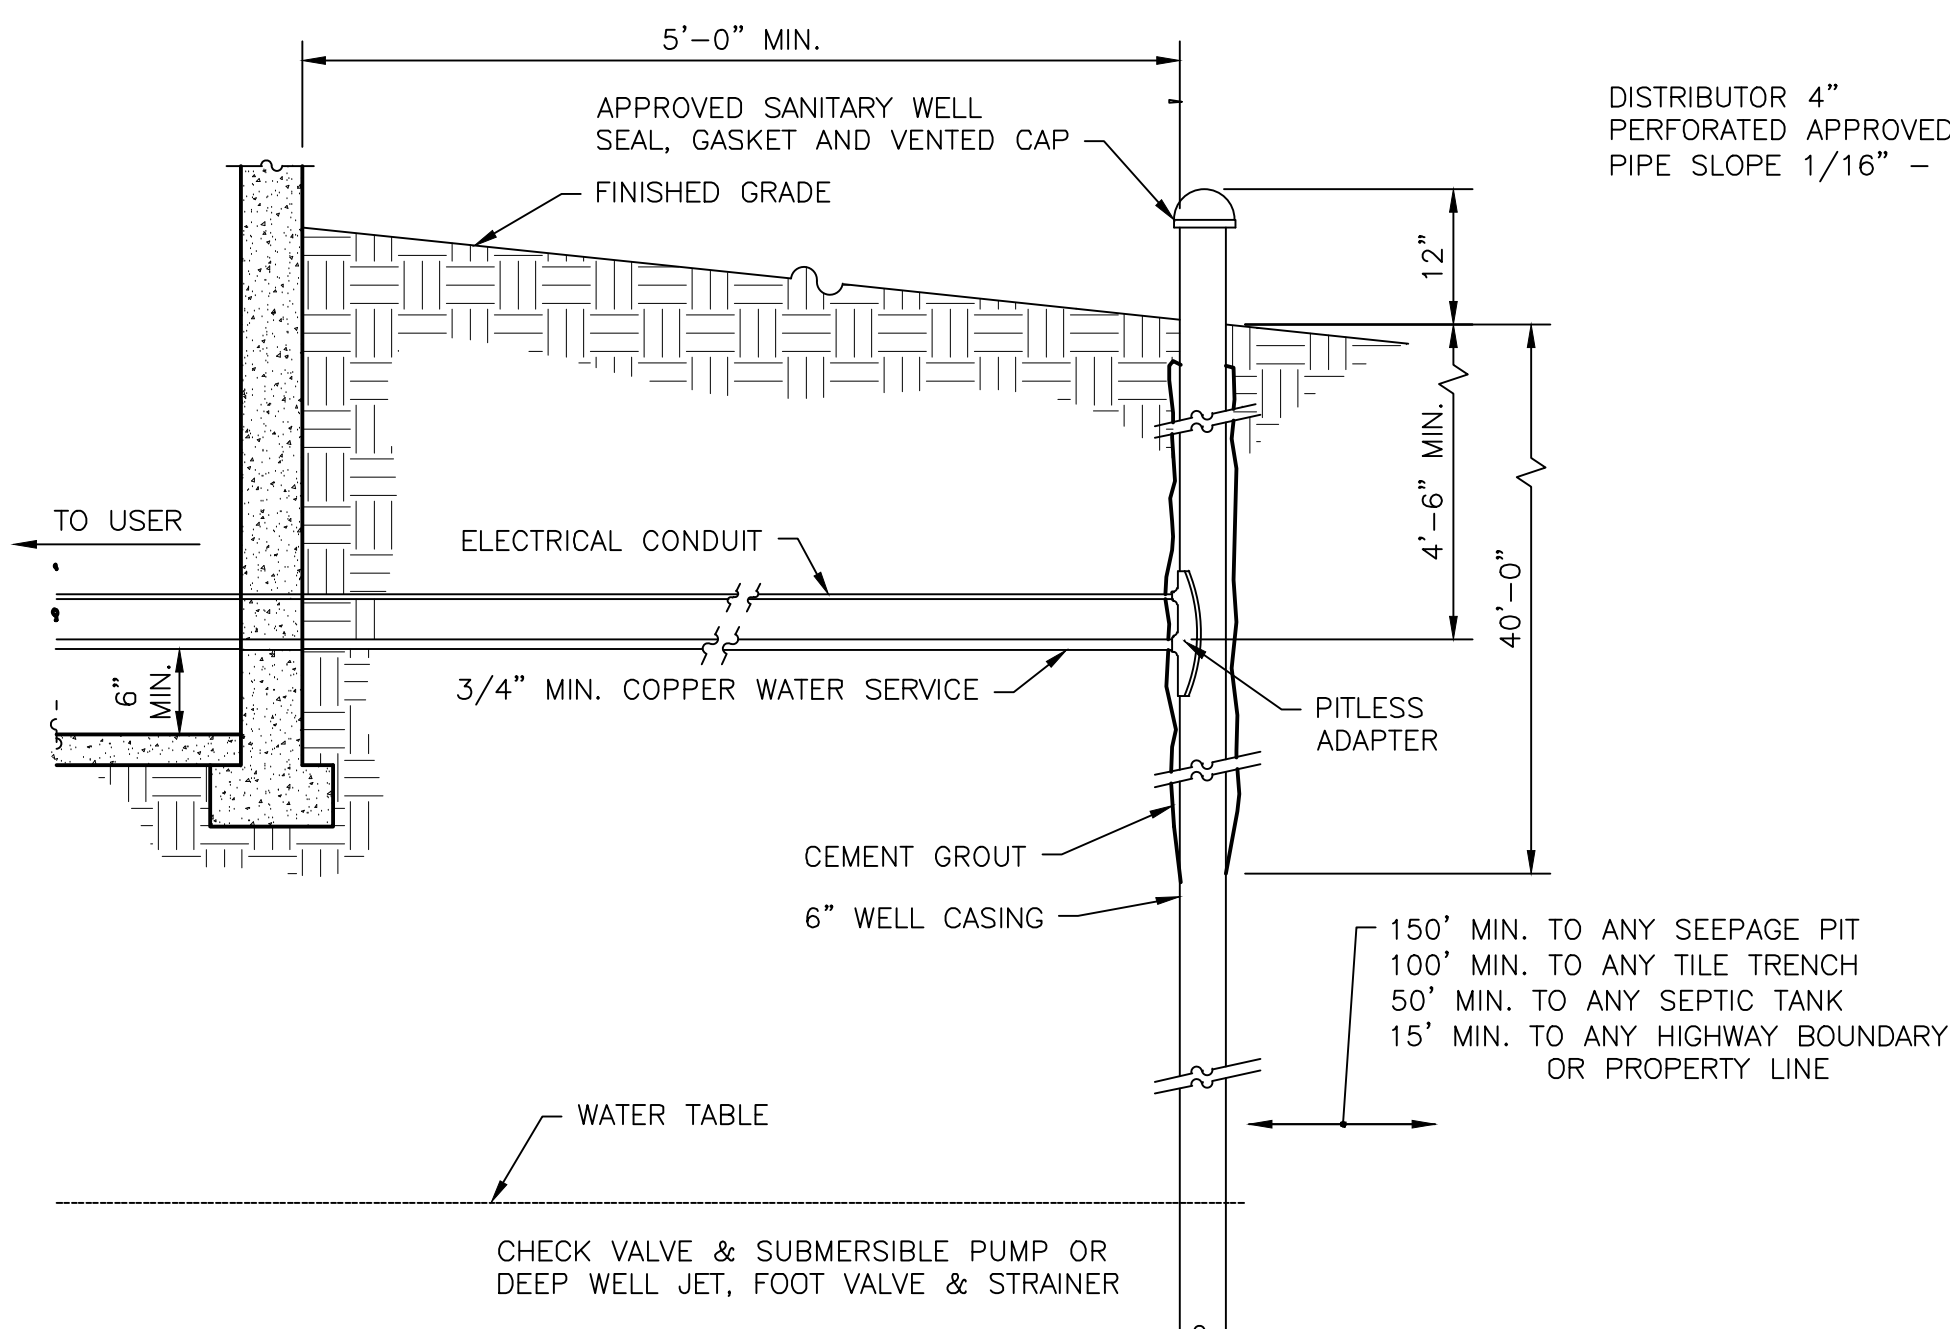 5'-0" MIN.
APPROVED SANITARY WELL
SEAL, GASKET AND VENTED CAP
FINISHED GRADE
DISTRIBUTOR 4"
PERFORATED APPROVED
PIPE SLOPE 1/16" -
12"
4'-6" MIN.
40'-0"
TO USER
ELECTRICAL CONDUIT
6"
MIN.
3/4" MIN. COPPER WATER SERVICE
PITLESS
ADAPTER
CEMENT GROUT
6" WELL CASING
150' MIN. TO ANY SEEPAGE PIT
100' MIN. TO ANY TILE TRENCH
50' MIN. TO ANY SEPTIC TANK
15' MIN. TO ANY HIGHWAY BOUNDARY
OR PROPERTY LINE
WATER TABLE
CHECK VALVE & SUBMERSIBLE PUMP OR
DEEP WELL JET, FOOT VALVE & STRAINER